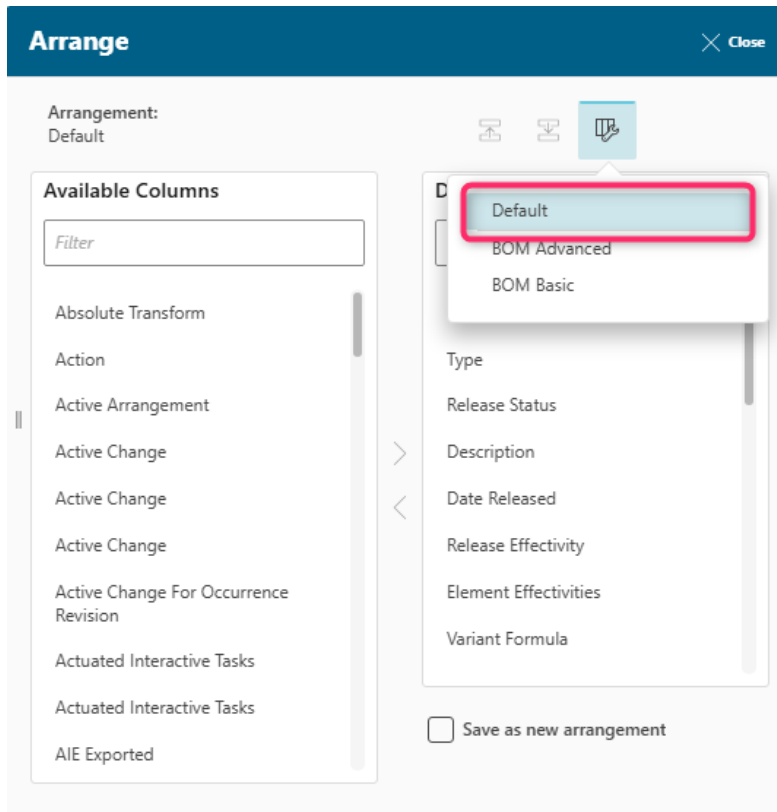 Arrange
Close
Arrangement:
Default
Available Columns
Filter
Absolute Transform
Action
Active Arrangement
Active Change
Active Change
Active Change
Active Change For Occurrence
Revision
Actuated Interactive Tasks
Actuated Interactive Tasks
AIE Exported
D
Default
BOM Advanced
BOM Basic
Type
Release Status
Description
Date Released
Release Effectivity
Element Effectivities
Variant Formula
Save as new arrangement